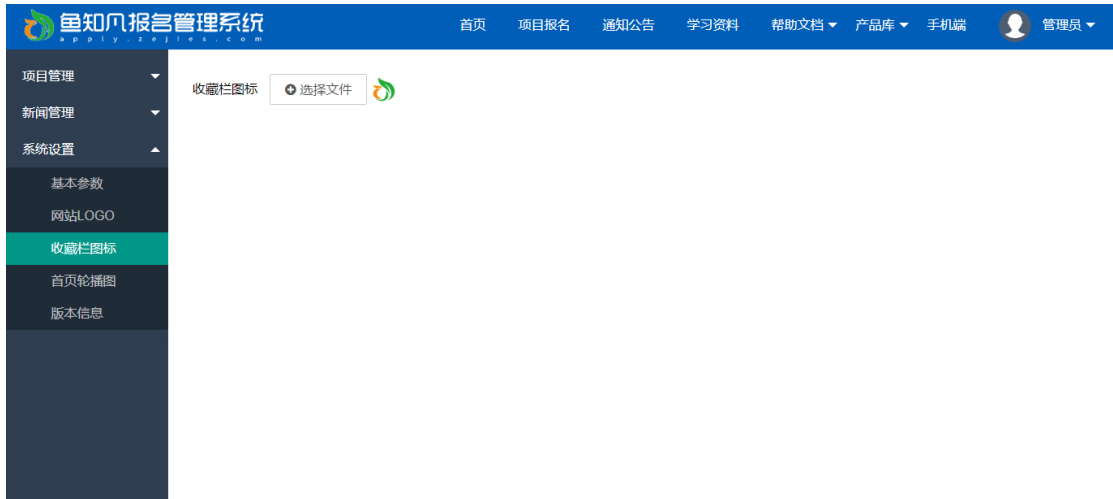 鱼知凡报名管理系统
apply.zejies.com
首页 项目报名 通知公告 学习资料 帮助文档 产品库 手机端 管理员
项目管理
新闻管理
系统设置
基本参数
网站LOGO
收藏栏图标
首页轮播图
版本信息
收藏栏图标 选择文件